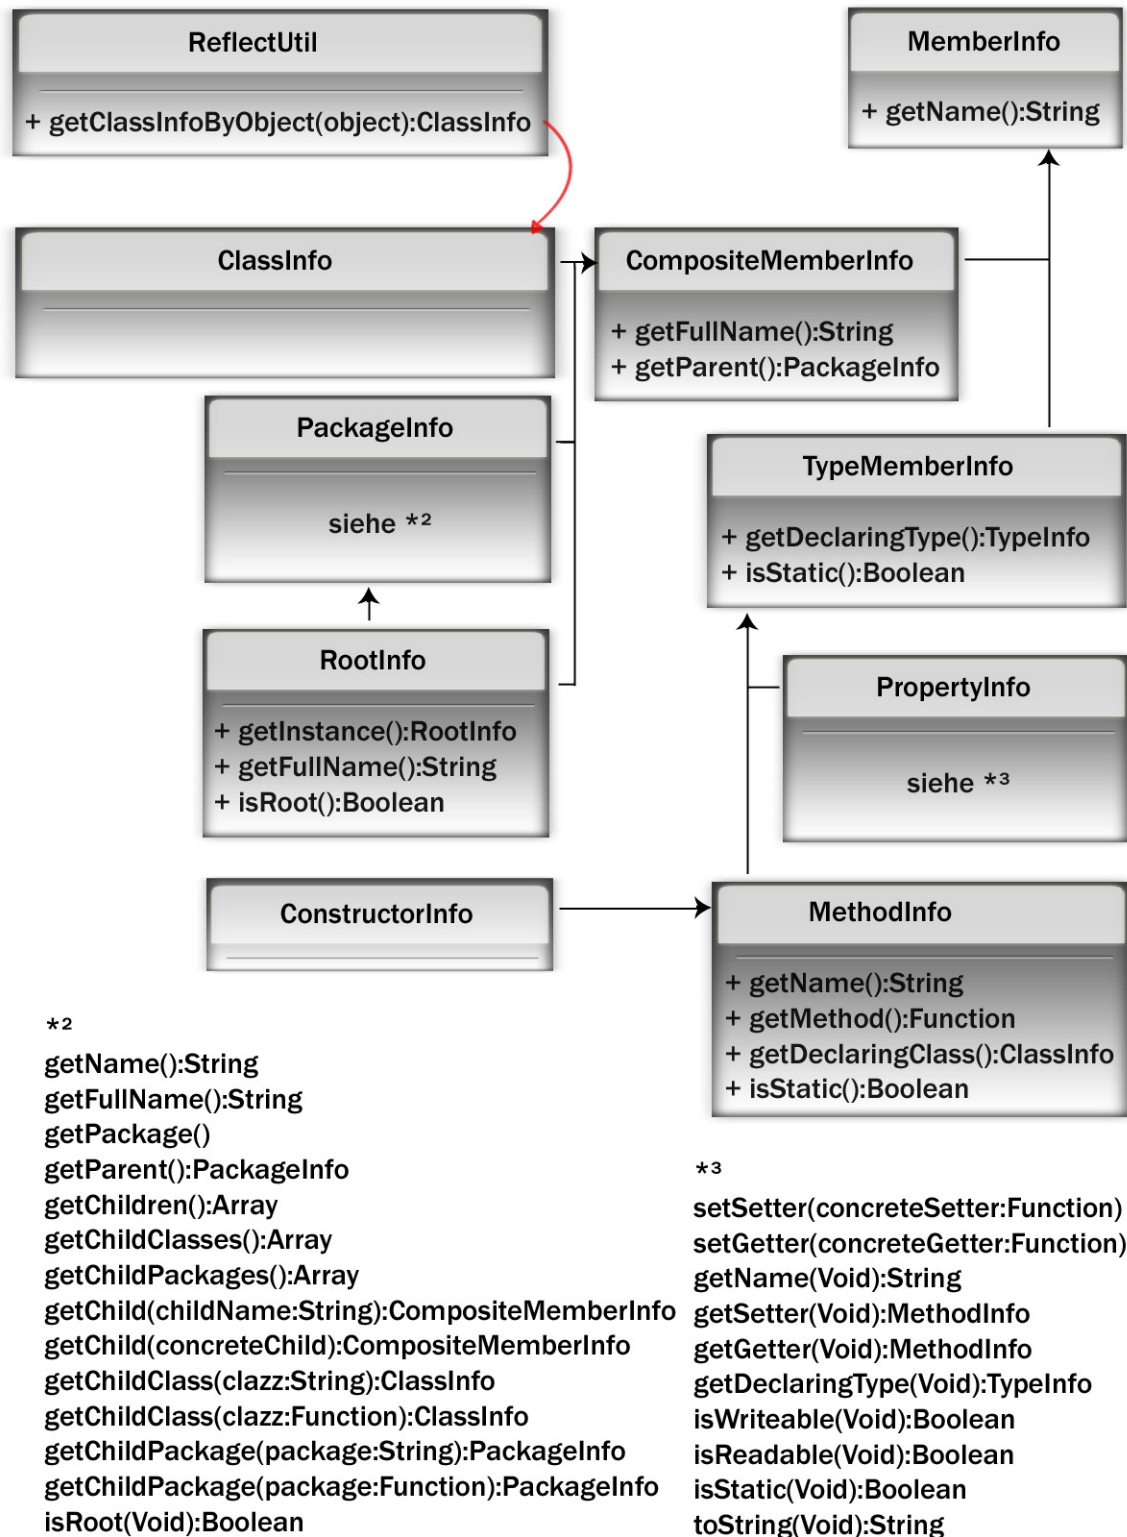 ReflectUtil
+ getClassInfoByObject(object):ClassInfo
MemberInfo
+ getName():String
ClassInfo
CompositeMemberInfo
+ getFullName():String
+ getParent():PackageInfo
PackageInfo
siehe *²
TypeMemberInfo
+ getDeclaringType():TypeInfo
+ isStatic():Boolean
RootInfo
+ getInstance():RootInfo
+ getFullName():String
+ isRoot():Boolean
PropertyInfo
siehe *³
ConstructorInfo
MethodInfo
+ getName():String
+ getMethod():Function
+ getDeclaringClass():ClassInfo
+ isStatic():Boolean
*²
getName():String
getFullName():String
getPackage()
getParent():PackageInfo
getChildren():Array
getChildClasses():Array
getChildPackages():Array
getChild(childName:String):CompositeMemberInfo
getChild(concreteChild):CompositeMemberInfo
getChildClass(clazz:String):ClassInfo
getChildClass(clazz:Function):ClassInfo
getChildPackage(package:String):PackageInfo
getChildPackage(package:Function):PackageInfo
isRoot(Void):Boolean
*³
setSetter(concreteSetter:Function)
setGetter(concreteGetter:Function)
getName(Void):String
getSetter(Void):MethodInfo
getGetter(Void):MethodInfo
getDeclaringType(Void):TypeInfo
isWriteable(Void):Boolean
isReadable(Void):Boolean
isStatic(Void):Boolean
toString(Void):String